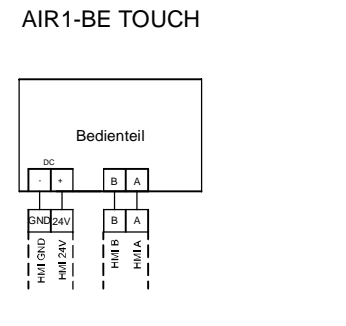 AIR1-BE TOUCH
Bedienteil
DC
- + B A
GND 24V B A
HMI GND
HMI 24V
HMI B
HMI A